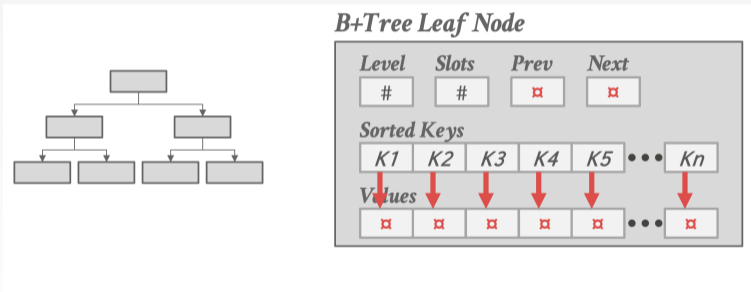 B+Tree Leaf Node
Level Slots Prev Next
# # ¤ ¤
Sorted Keys
K1 K2 K3 K4 K5 ••• Kn
Values
¤ ¤ ¤ ¤ ¤ ••• ¤